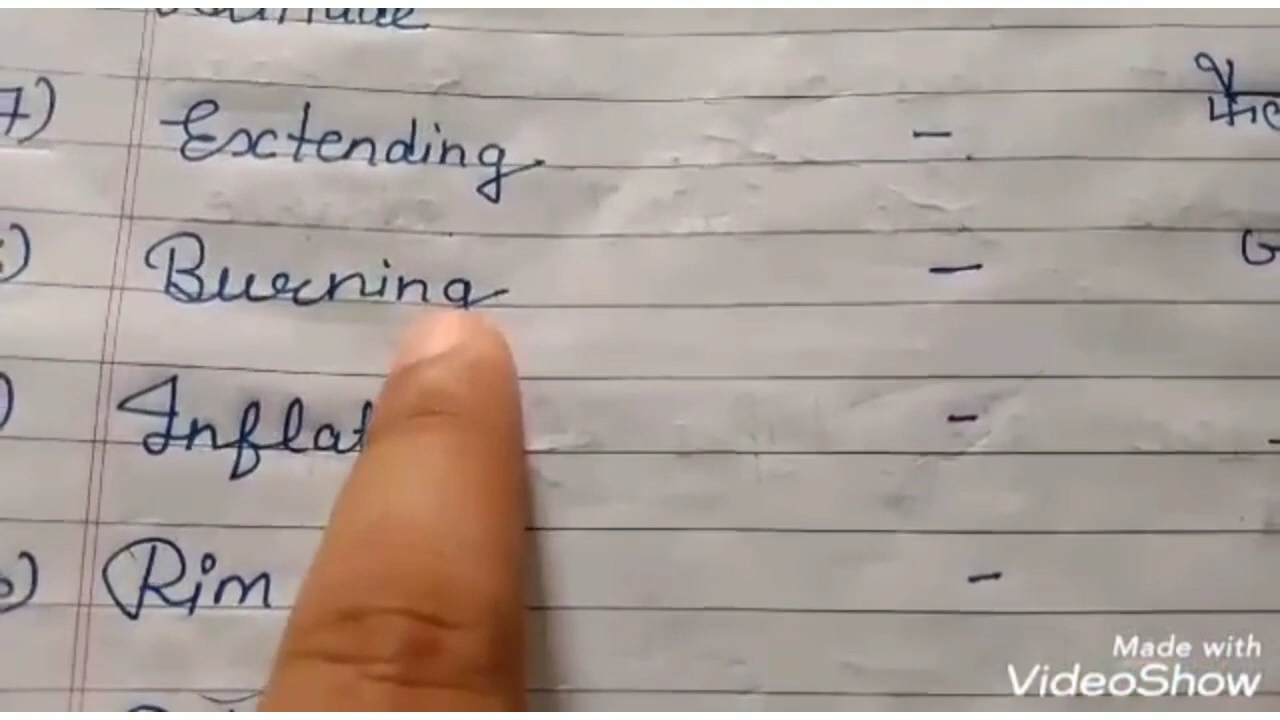 7) Extending -
) Burning -
) Inflat -
) Rim -
Made with
VideoShow